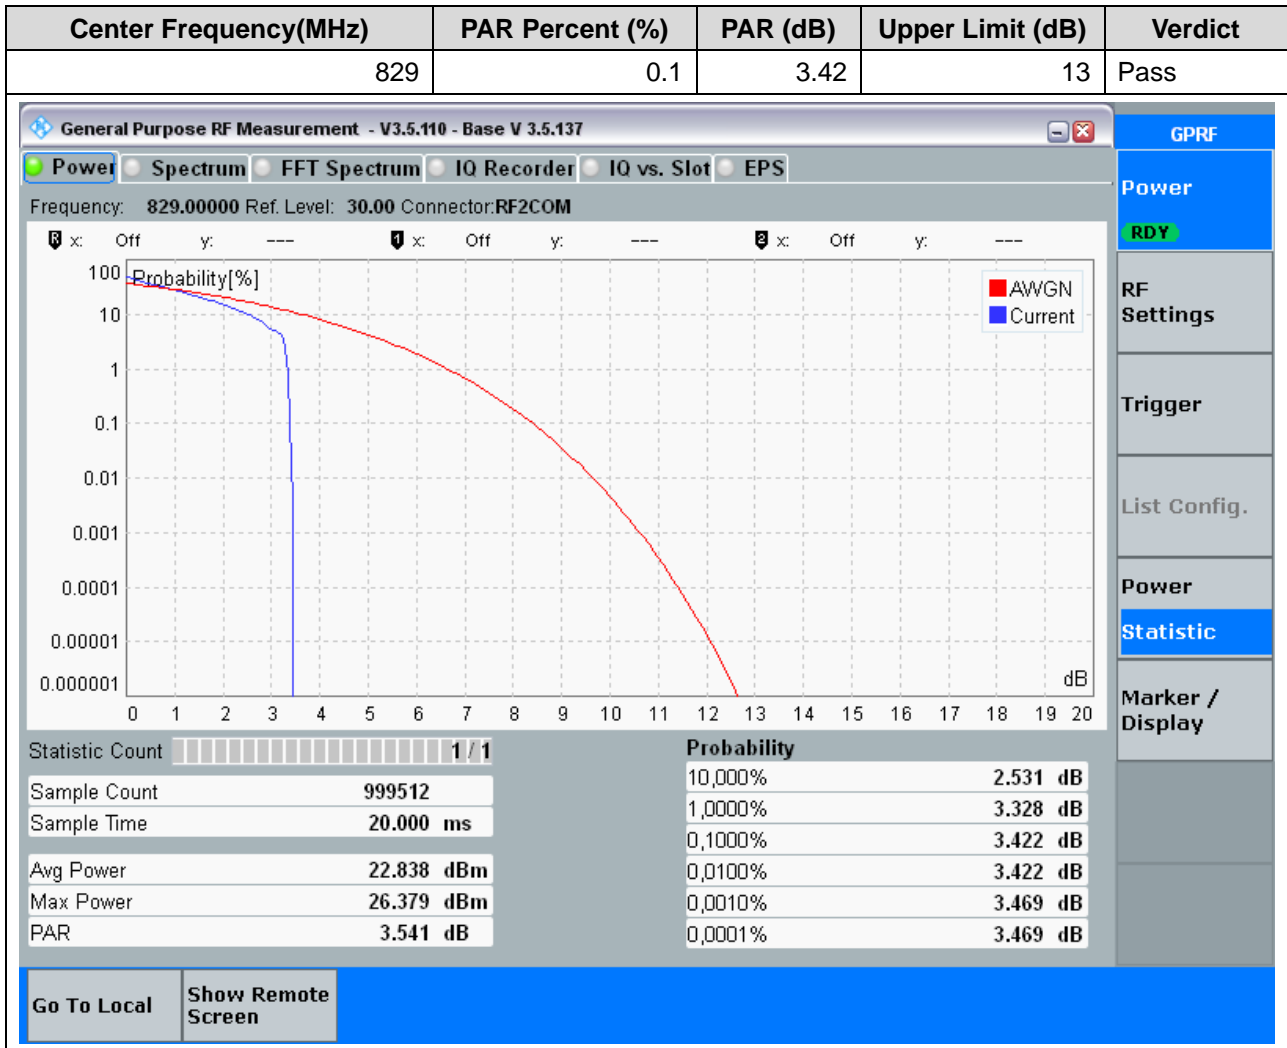 Center Frequency(MHz) PAR Percent (%) PAR (dB) Upper Limit (dB) Verdict
829 0.1 3.42 13 Pass
General Purpose RF Measurement - V3.5.110 - Base V 3.5.137
GPRF
Power Spectrum FFT Spectrum IQ Recorder IQ vs. Slot EPS
Frequency: 829.00000 Ref. Level: 30.00 Connector:RF2COM
Power
RDY
R x: Off y: --- 1 x: Off y: --- 2 x: Off y: ---
Probability[%]
100
10
1
0.1
0.01
0.001
0.0001
0.00001
0.000001
AWGN
Current
dB
0 1 2 3 4 5 6 7 8 9 10 11 12 13 14 15 16 17 18 19 20
RF
Settings
Trigger
List Config.
Power
Statistic
Marker /
Display
Statistic Count 1 / 1
Sample Count 999512
Sample Time 20.000 ms
Avg Power 22.838 dBm
Max Power 26.379 dBm
PAR 3.541 dB
Probability
10,000% 2.531 dB
1,0000% 3.328 dB
0,1000% 3.422 dB
0,0100% 3.422 dB
0,0010% 3.469 dB
0,0001% 3.469 dB
Go To Local
Show Remote
Screen